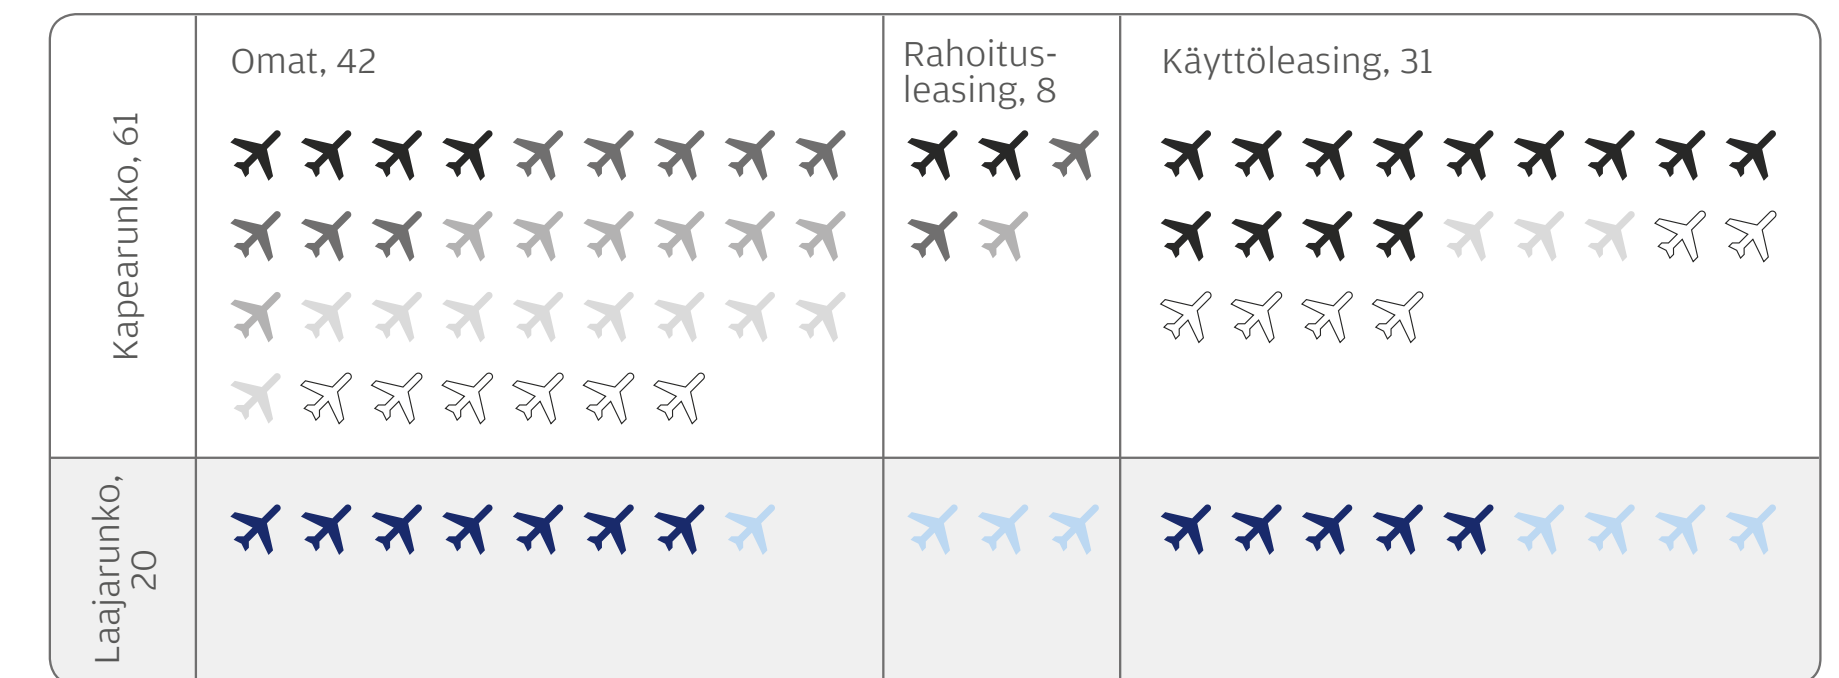 Omat, 42
Rahoitus-
leasing, 8
Käyttöleasing, 31
Kapearunko, 61
Laajarunko,
20